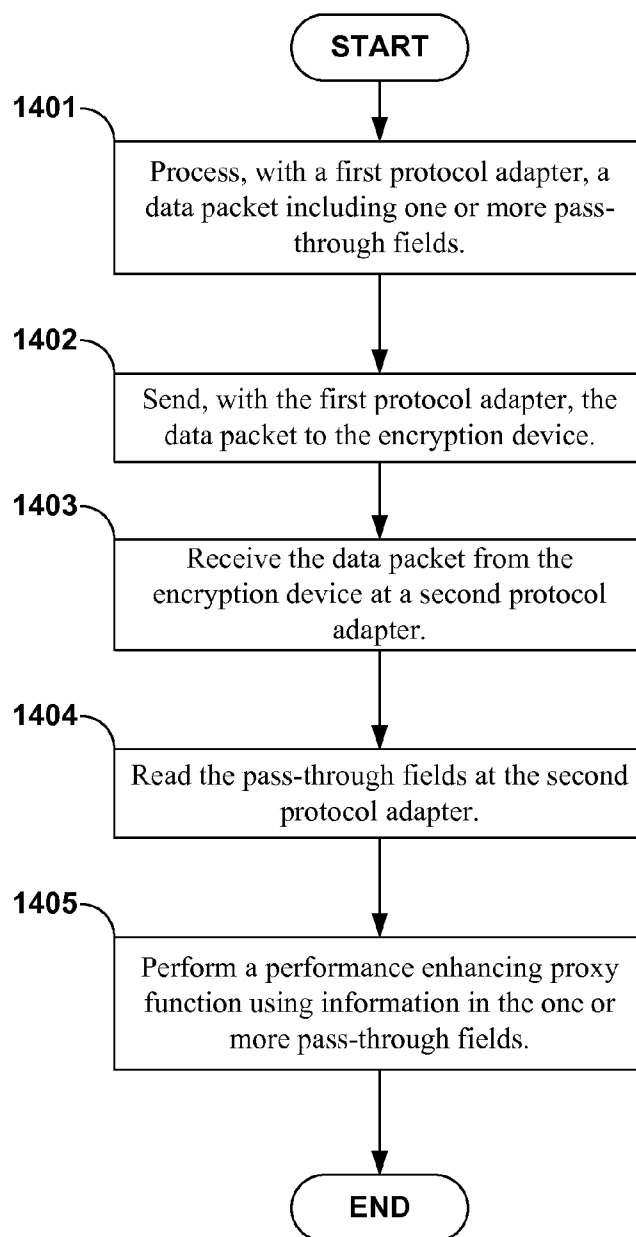 START
1401
Process, with a first protocol adapter, a
data packet including one or more pass-
through fields.
1402
Send, with the first protocol adapter, the
data packet to the encryption device.
1403
Receive the data packet from the
encryption device at a second protocol
adapter.
1404
Read the pass-through fields at the second
protocol adapter.
1405
Perform a performance enhancing proxy
function using information in the one or
more pass-through fields.
END